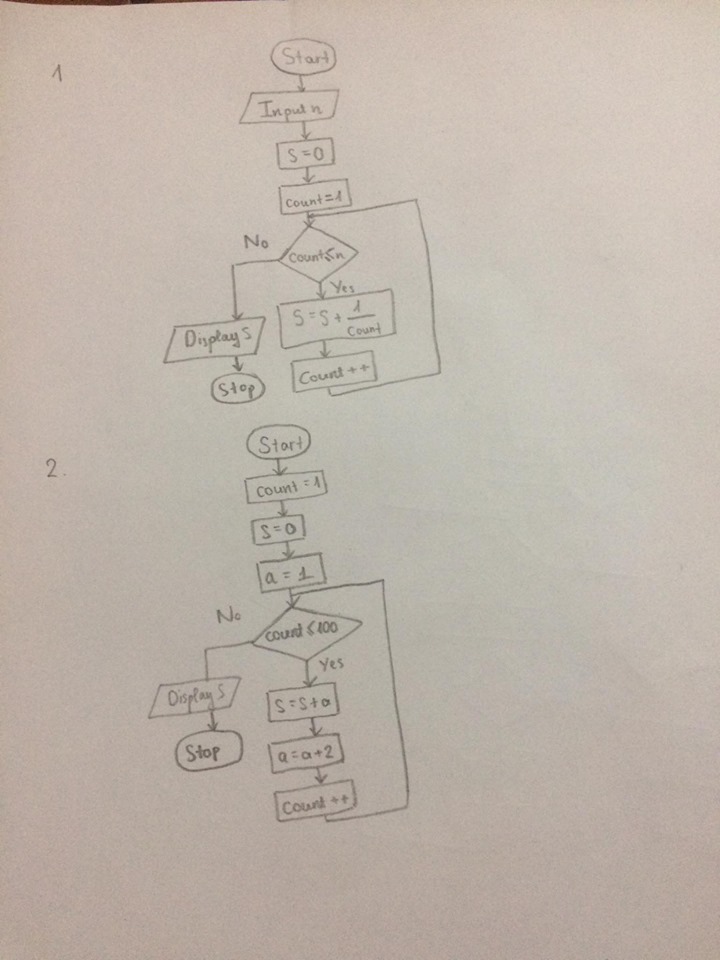 1
Start
Input n
S=0
count=1
No
count≤n
Yes
Display S
S=S+ 1/count
Stop
Count++
2.
Start
count=1
S=0
a=1
No
count≤100
Yes
Display S
S=S+a
Stop
a=a+2
Count++